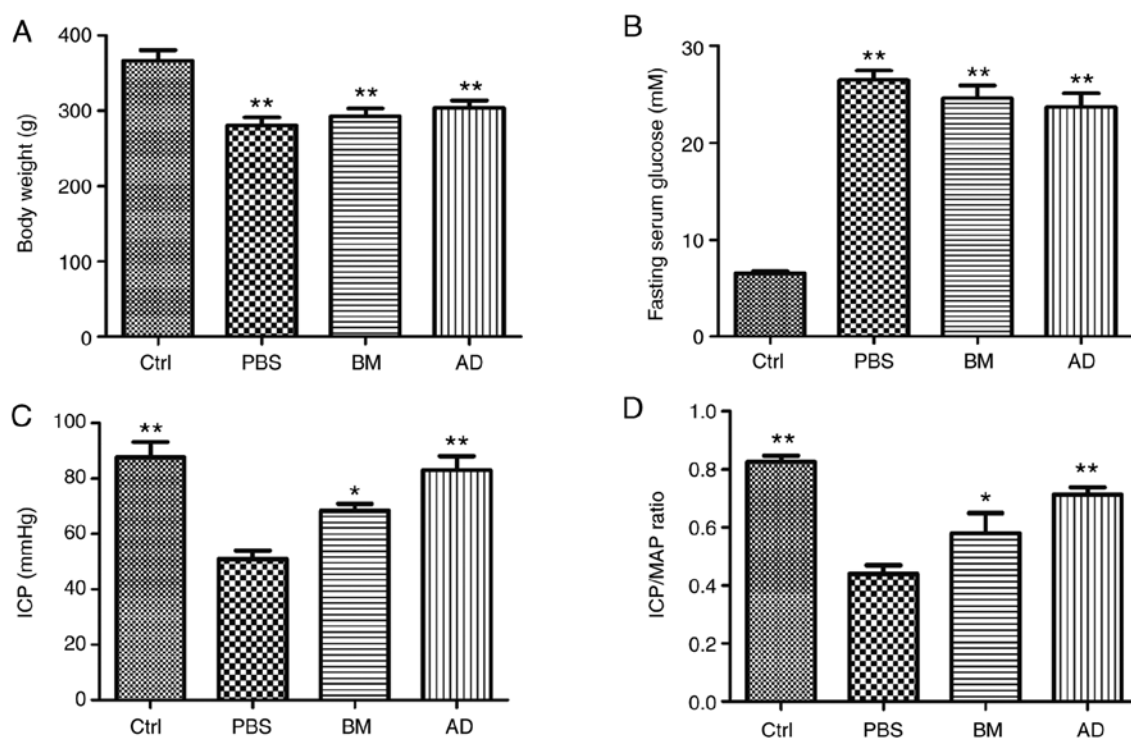 A
Body weight (g)
400
300
200
100
0
**
**
**
Ctrl PBS BM AD
B
Fasting serum glucose (mM)
30
20
10
0
**
**
**
Ctrl PBS BM AD
C
ICP (mmHg)
100
80
60
40
20
0
**
*
**
Ctrl PBS BM AD
D
ICP/MAP ratio
1.0
0.8
0.6
0.4
0.2
0.0
**
*
**
Ctrl PBS BM AD